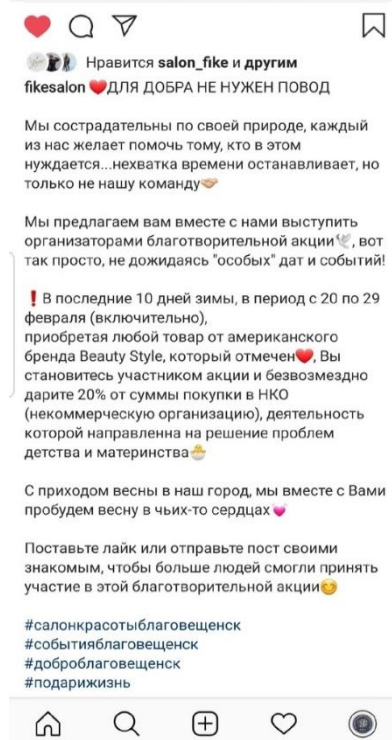 Нравится salon_fike и другим
fikesalon ❤️ДЛЯ ДОБРА НЕ НУЖЕН ПОВОД
Мы сострадательны по своей природе, каждый
из нас желает помочь тому, кто в этом
нуждается...нехватка времени останавливает, но
только не нашу команду🤝
Мы предлагаем вам вместе с нами выступить
организаторами благотворительной акции🕊, вот
так просто, не дожидаясь "особых" дат и событий!
❗В последние 10 дней зимы, в период с 20 по 29
февраля (включительно),
приобретая любой товар от американского
бренда Beauty Style, который отмечен❤️, Вы
становитесь участником акции и безвозмездно
дарите 20% от суммы покупки в НКО
(некоммерческую организацию), деятельность
которой направленна на решение проблем
детства и материнства🐣
С приходом весны в наш город, мы вместе с Вами
пробудем весну в чьих-то сердцах💓
Поставьте лайк или отправьте пост своими
знакомым, чтобы больше людей смогли принять
участие в этой благотворительной акции😊
#салонкрасотыблаговещенск
#событияблаговещенск
#доброблаговещенск
#подарижизнь